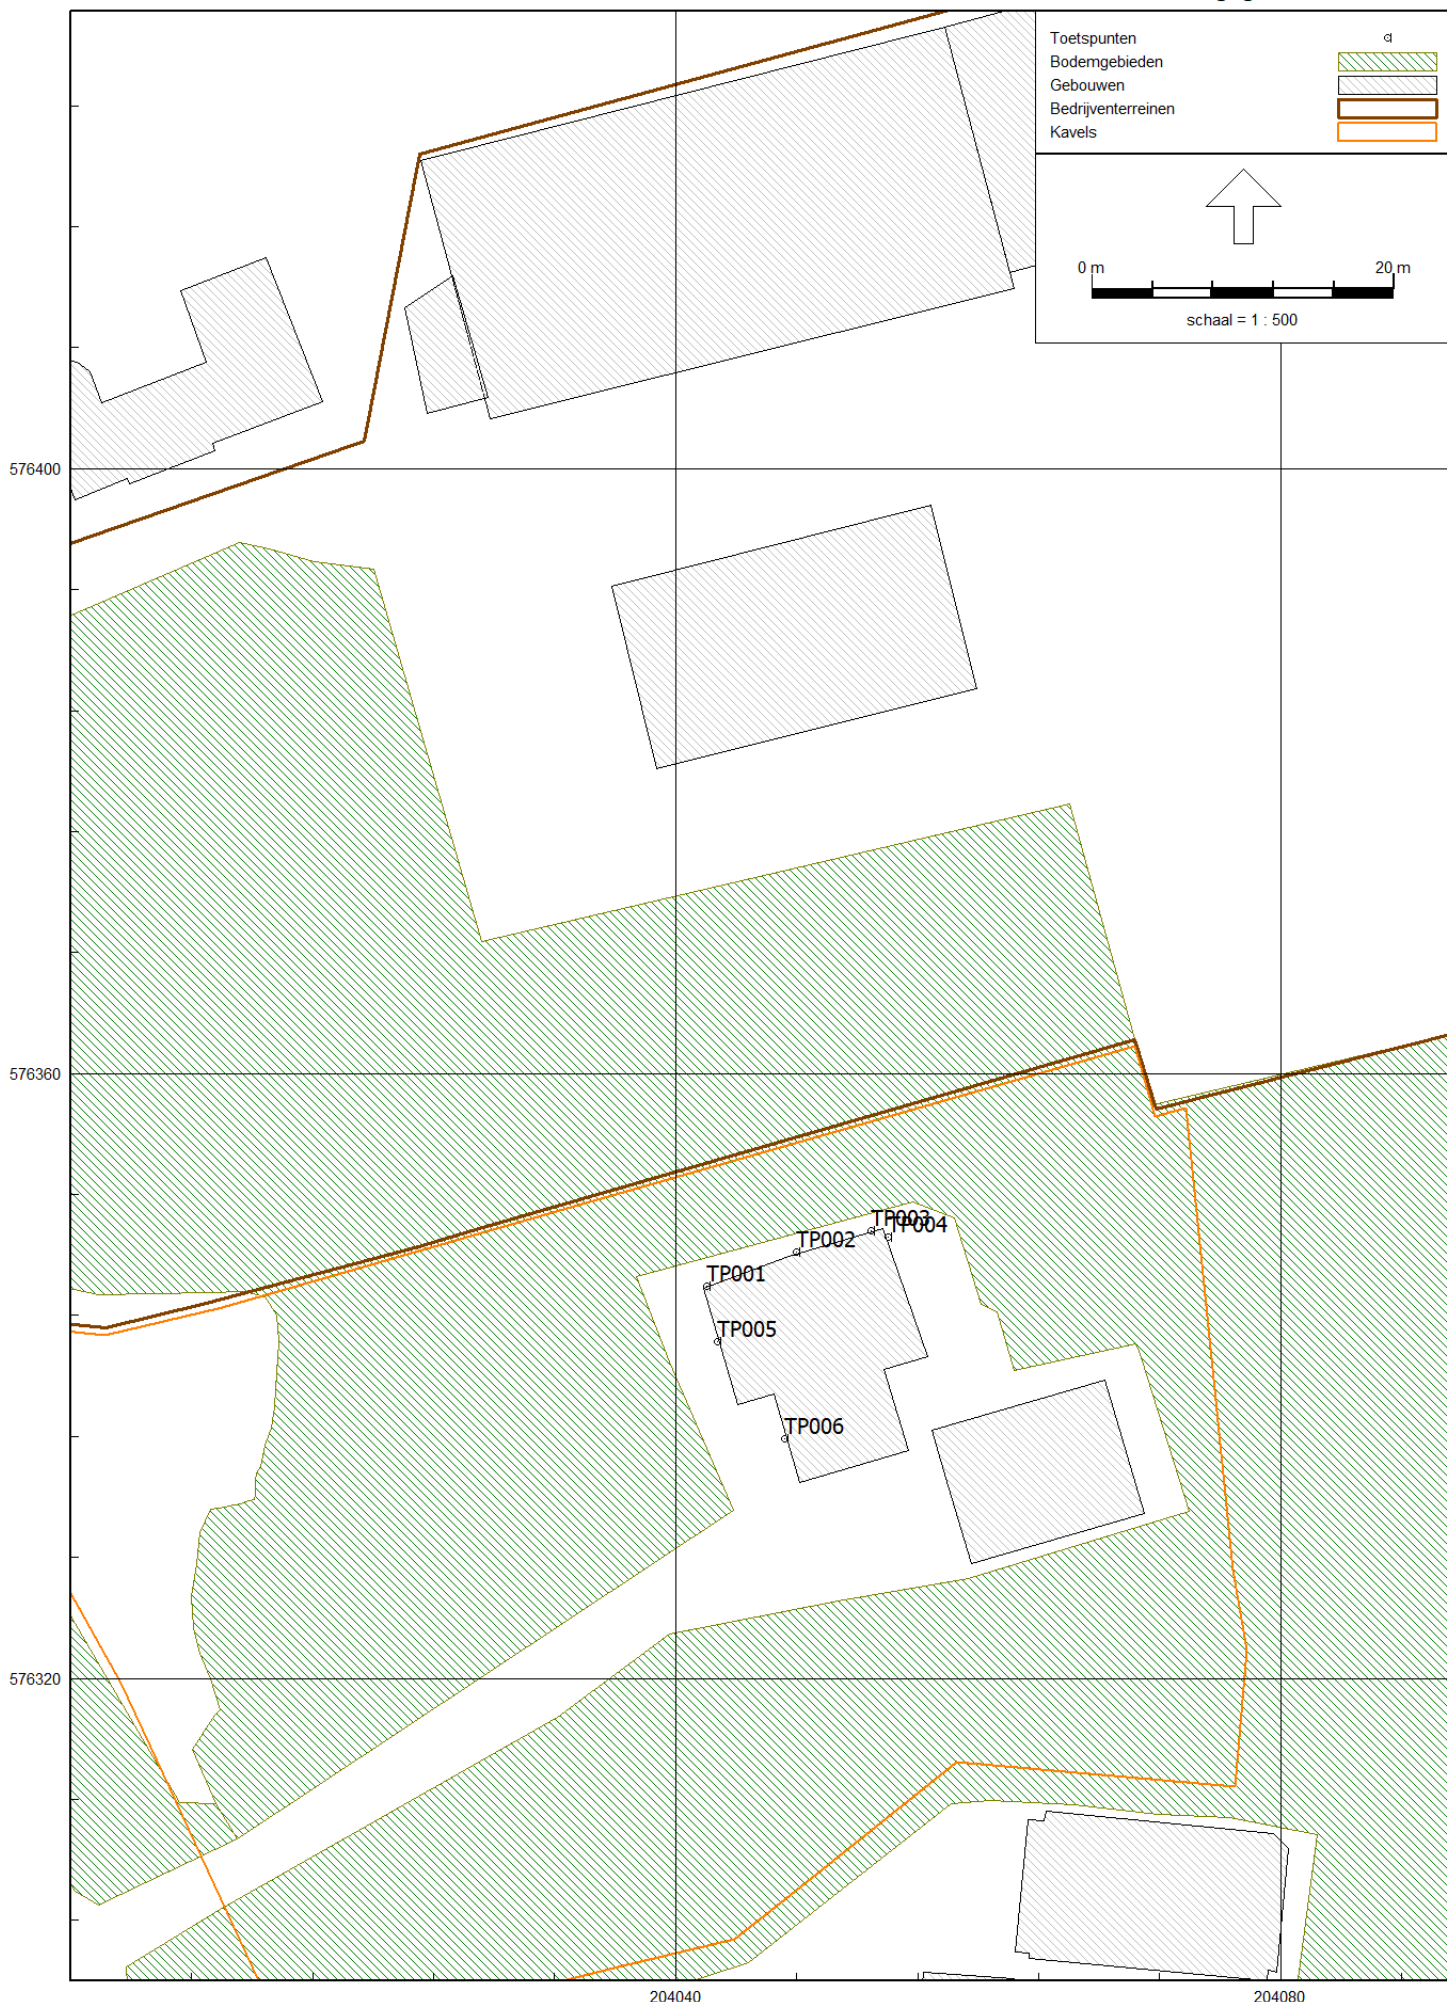 Toetspunten
Bodemgebieden
Gebouwen
Bedrijventerreinen
Kavels
0 m 20 m
schaal = 1 : 500
576400
576360
TP003
TP004
TP002
TP001
TP005
TP006
576320
204040 204080